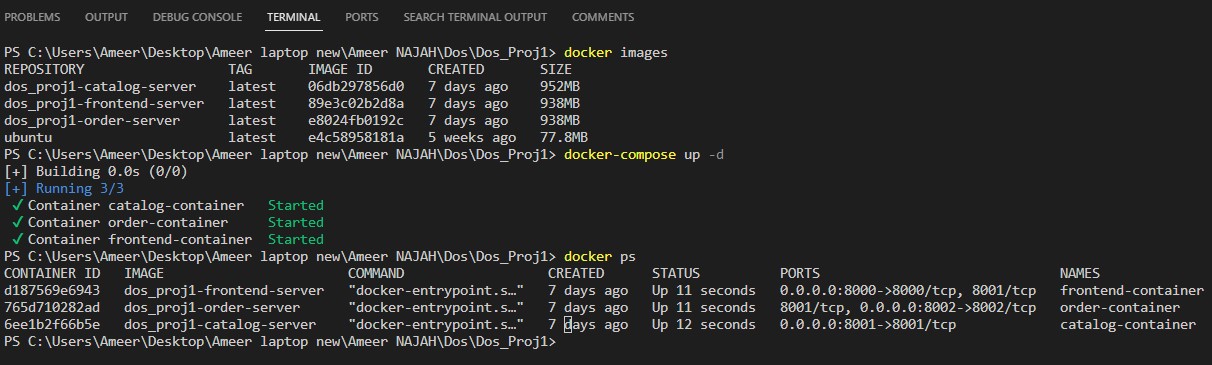 PROBLEMS OUTPUT DEBUG CONSOLE TERMINAL PORTS SEARCH TERMINAL OUTPUT COMMENTS
PS C:\Users\Ameer\Desktop\Ameer laptop new\Ameer NAJAH\Dos\Dos_Proj1> docker images
REPOSITORY TAG IMAGE ID CREATED SIZE
dos_proj1-catalog-server latest 06db297856d0 7 days ago 952MB
dos_proj1-frontend-server latest 89e3c02b2d8a 7 days ago 938MB
dos_proj1-order-server latest e8024fb0192c 7 days ago 938MB
ubuntu latest e4c58958181a 5 weeks ago 77.8MB
PS C:\Users\Ameer\Desktop\Ameer laptop new\Ameer NAJAH\Dos\Dos_Proj1> docker-compose up -d
[+] Building 0.0s (0/0)
[+] Running 3/3
✓ Container catalog-container Started
✓ Container order-container Started
✓ Container frontend-container Started
PS C:\Users\Ameer\Desktop\Ameer laptop new\Ameer NAJAH\Dos\Dos_Proj1> docker ps
CONTAINER ID IMAGE COMMAND CREATED STATUS PORTS NAMES
d187569e6943 dos_proj1-frontend-server "docker-entrypoint.s…" 7 days ago Up 11 seconds 0.0.0.0:8000->8000/tcp, 8001/tcp frontend-container
765d710282ad dos_proj1-order-server "docker-entrypoint.s…" 7 days ago Up 11 seconds 8001/tcp, 0.0.0.0:8002->8002/tcp order-container
6ee1b2f66b5e dos_proj1-catalog-server "docker-entrypoint.s…" 7 days ago Up 12 seconds 0.0.0.0:8001->8001/tcp catalog-container
PS C:\Users\Ameer\Desktop\Ameer laptop new\Ameer NAJAH\Dos\Dos_Proj1>